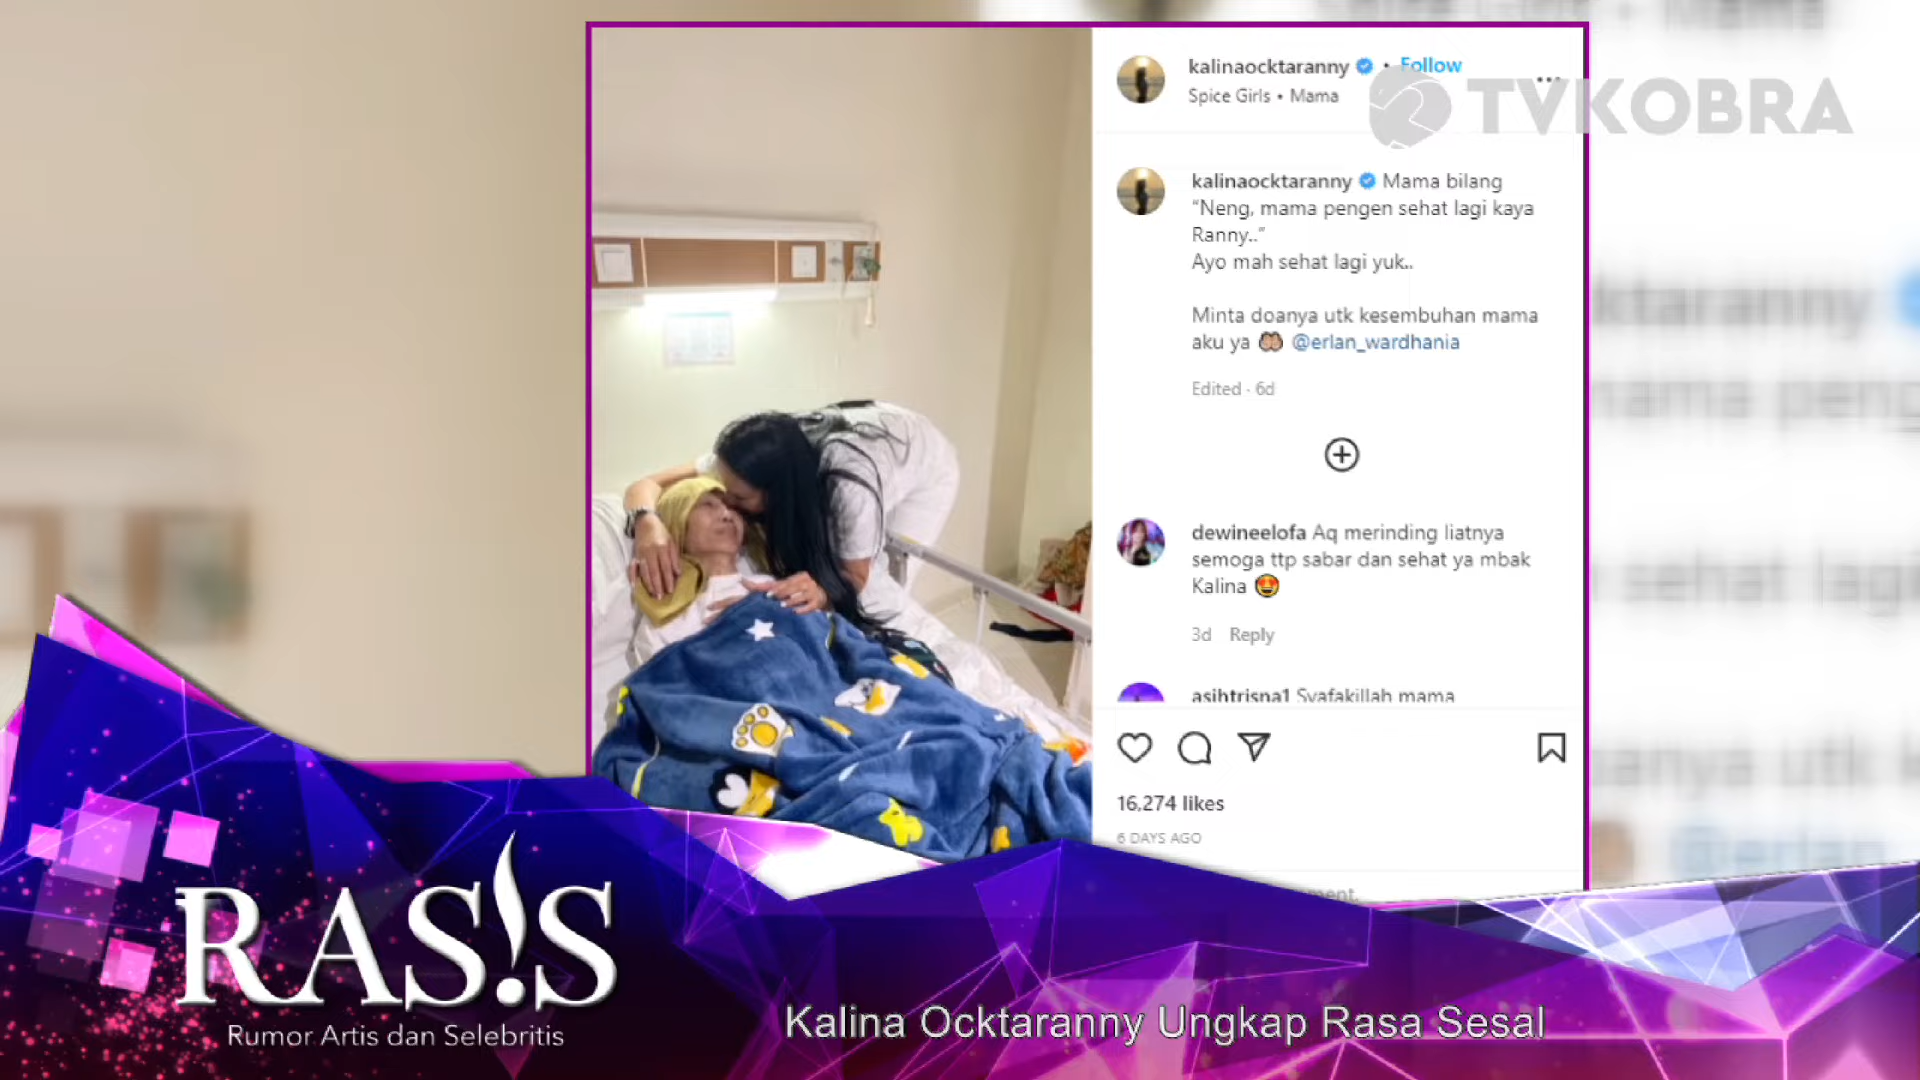 kalinaocktaranny • Follow
Spice Girls • Mama
TVKOBRA
kalinaocktaranny Mama bilang
“Neng, mama pengen sehat lagi kaya
Ranny..”
Ayo mah sehat lagi yuk..
Minta doanya utk kesembuhan mama
aku ya 🤲🏼 @erlan_wardhania
Edited · 6d
dewineelofa Aq merinding liatnya
semoga ttp sabar dan sehat ya mbak
Kalina 😍
3d Reply
asihtrisna1 Syafakillah mama
16,274 likes
6 DAYS AGO
RASIS
Rumor Artis dan Selebritis
Kalina Ocktaranny Ungkap Rasa Sesal